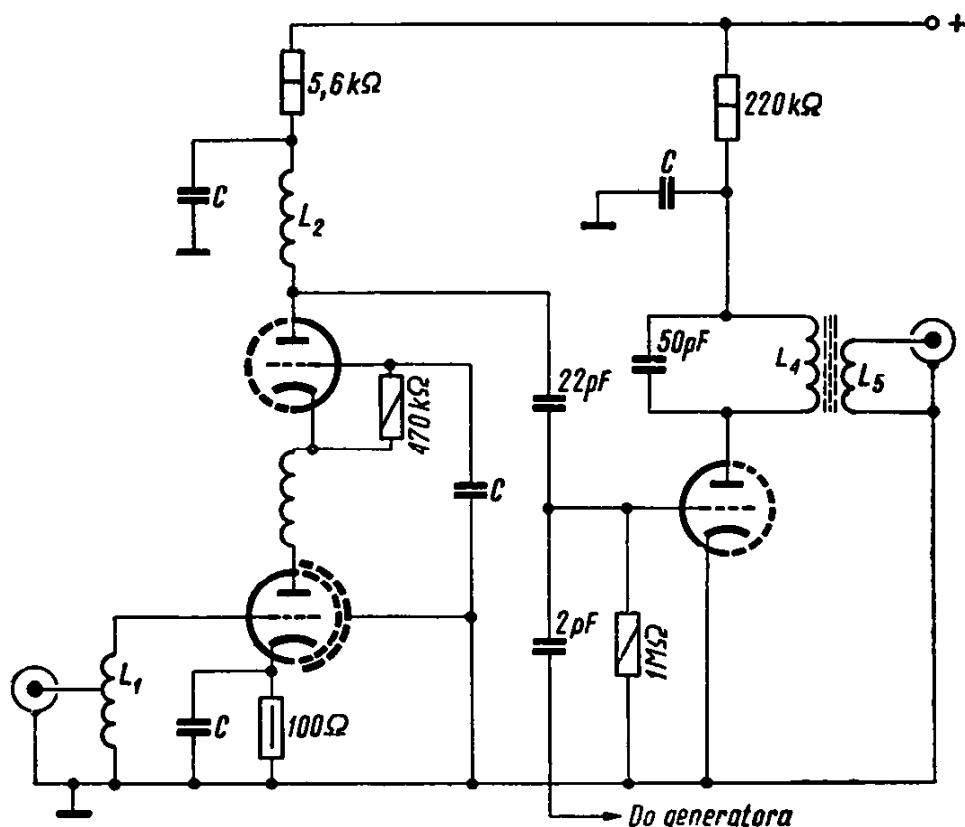 +
5,6 kΩ
220 kΩ
C
C
L2
50pF
L4
L5
22pF
470 kΩ
C
2pF
1MΩ
L1
C
100Ω
Do generatora